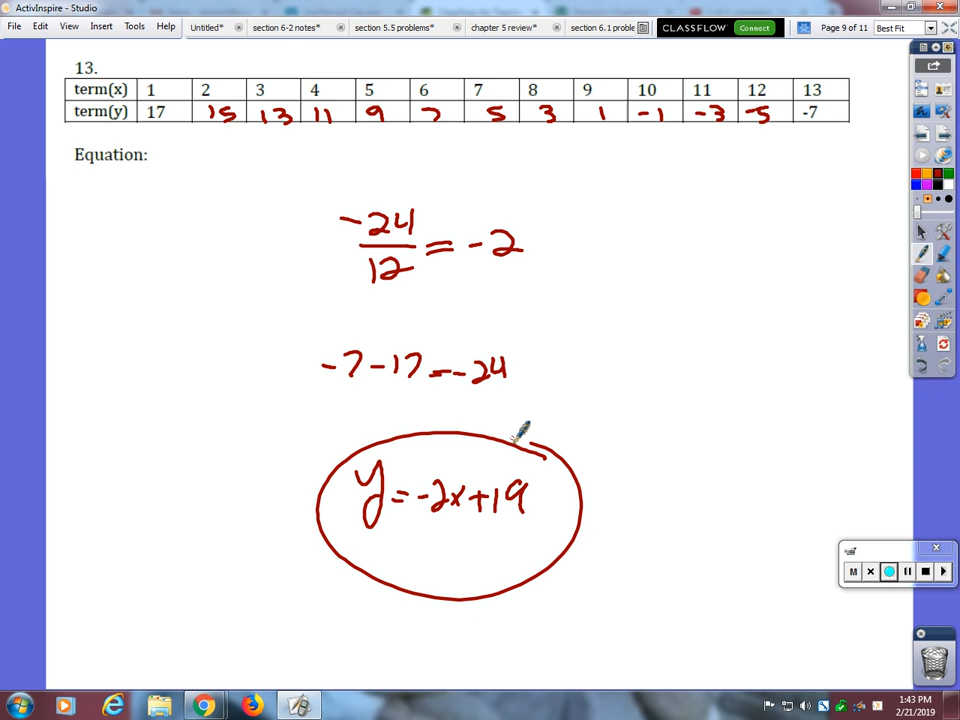 ActivInspire - Studio
File Edit View Insert Tools Help Untitled* section 6-2 notes* section 5.5 problems* chapter 5 review* section 6.1 proble CLASSFLOW Connect Page 9 of 11 Best Fit
13.
term(x) 1 2 3 4 5 6 7 8 9 10 11 12 13
term(y) 17 15 13 11 9 7 5 3 1 -1 -3 -5 -7
Equation:
-24
12 = -2
-7-17=-24
y=-2x+19
M
1:43 PM
2/21/2019